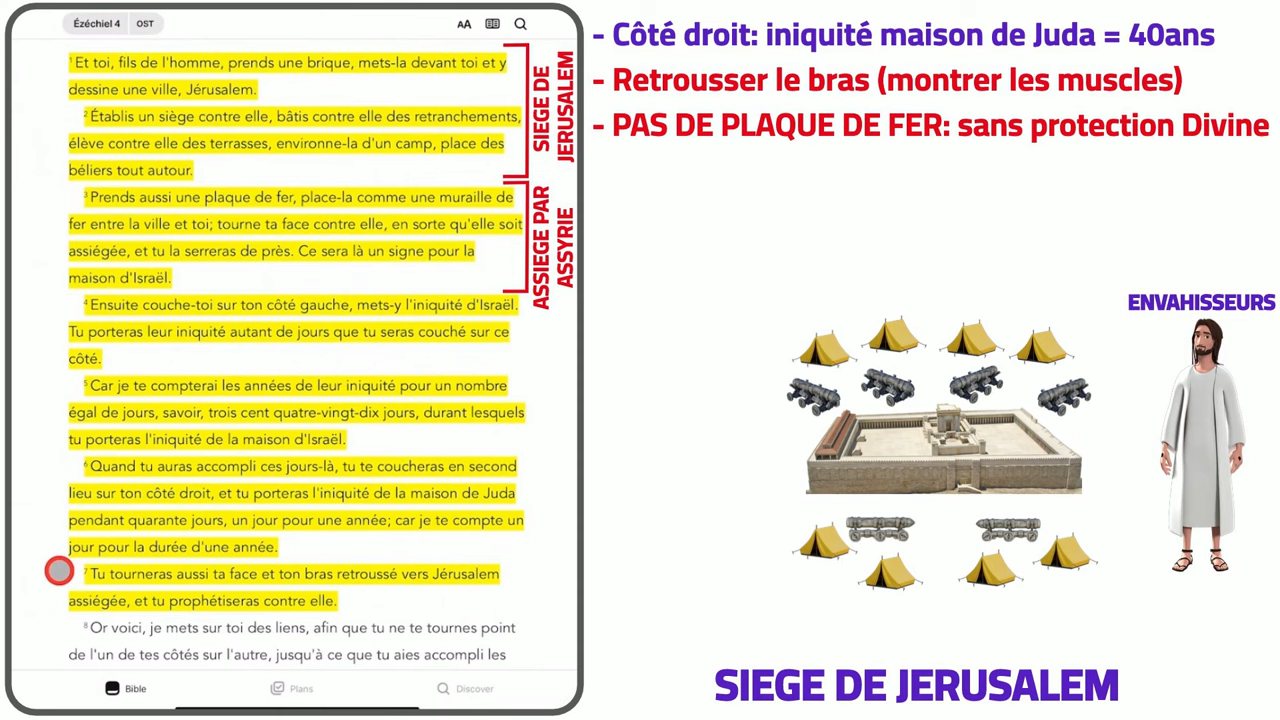 Ézéchiel 4 OST AA
1 Et toi, fils de l'homme, prends une brique, mets-la devant toi et y
dessine une ville, Jérusalem.
2 Établis un siège contre elle, bâtis contre elle des retranchements,
élève contre elle des terrasses, environne-la d'un camp, place des
béliers tout autour.
3 Prends aussi une plaque de fer, place-la comme une muraille de
fer entre la ville et toi; tourne ta face contre elle, en sorte qu'elle soit
assiégée, et tu la serreras de près. Ce sera là un signe pour la
maison d'Israël.
4 Ensuite couche-toi sur ton côté gauche, mets-y l'iniquité d'Israël.
Tu porteras leur iniquité autant de jours que tu seras couché sur ce
côté.
5 Car je te compterai les années de leur iniquité pour un nombre
égal de jours, savoir, trois cent quatre-vingt-dix jours, durant lesquels
tu porteras l'iniquité de la maison d'Israël.
6 Quand tu auras accompli ces jours-là, tu te coucheras en second
lieu sur ton côté droit, et tu porteras l'iniquité de la maison de Juda
pendant quarante jours, un jour pour une année; car je te compte un
jour pour la durée d'une année.
7 Tu tourneras aussi ta face et ton bras retroussé vers Jérusalem
assiégée, et tu prophétiseras contre elle.
8 Or voici, je mets sur toi des liens, afin que tu ne te tournes point
de l'un de tes côtés sur l'autre, jusqu'à ce que tu aies accompli les
Bible Plans Discover
SIEGE DE
JERUSALEM
ASSIEGE PAR
ASSYRIE
- Côté droit: iniquité maison de Juda = 40ans
- Retrousser le bras (montrer les muscles)
- PAS DE PLAQUE DE FER: sans protection Divine
ENVAHISSEURS
SIEGE DE JERUSALEM